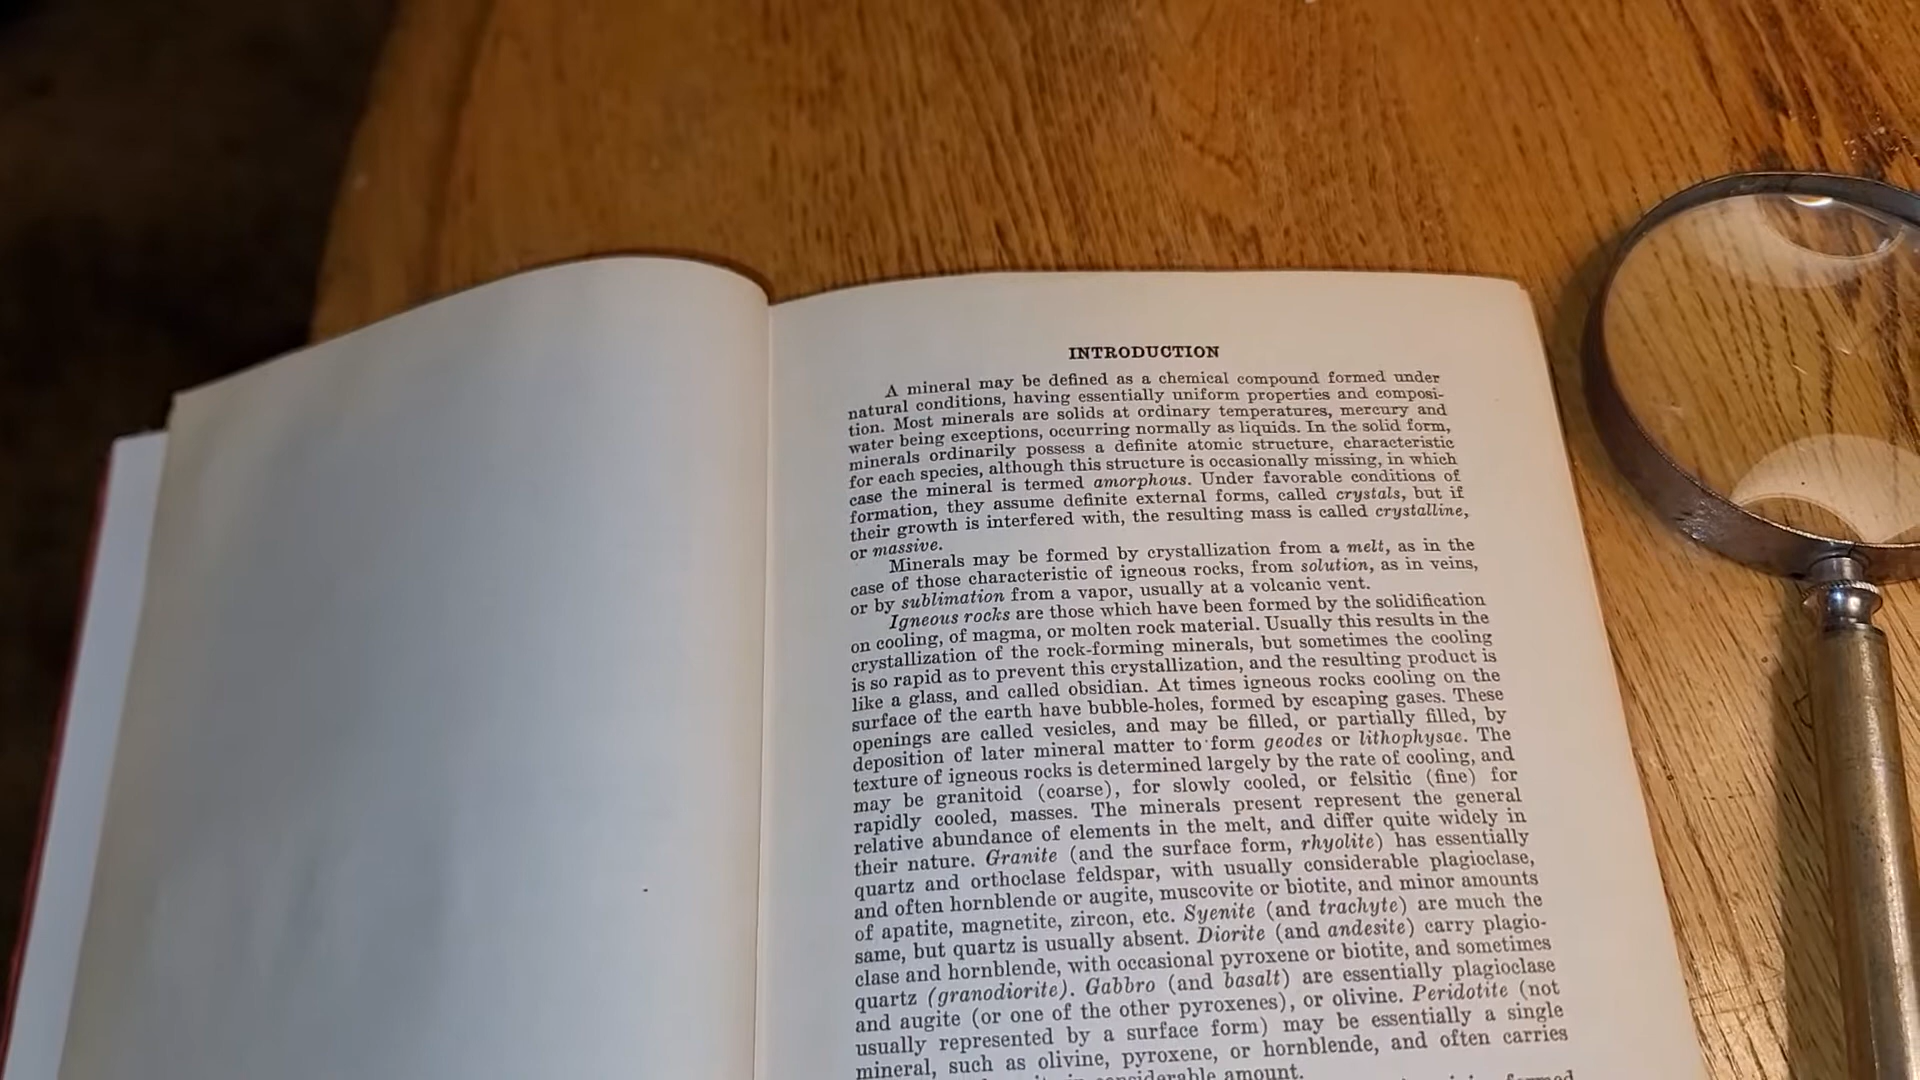 INTRODUCTION
A mineral may be defined as a chemical compound formed under
natural conditions, having essentially uniform properties and composi-
tion. Most minerals are solids at ordinary temperatures, mercury and
water being exceptions, occurring normally as liquids. In the solid form,
minerals ordinarily possess a definite atomic structure, characteristic
for each species, although this structure is occasionally missing, in which
case the mineral is termed amorphous. Under favorable conditions of
formation, they assume definite external forms, called crystals, but if
their growth is interfered with, the resulting mass is called crystalline,
or massive.
Minerals may be formed by crystallization from a melt, as in the
case of those characteristic of igneous rocks, from solution, as in veins,
or by sublimation from a vapor, usually at a volcanic vent.
Igneous rocks are those which have been formed by the solidification
on cooling, of magma, or molten rock material. Usually this results in the
crystallization of the rock-forming minerals, but sometimes the cooling
is so rapid as to prevent this crystallization, and the resulting product is
like a glass, and called obsidian. At times igneous rocks cooling on the
surface of the earth have bubble-holes, formed by escaping gases. These
openings are called vesicles, and may be filled, or partially filled, by
deposition of later mineral matter to form geodes or lithophysae. The
texture of igneous rocks is determined largely by the rate of cooling, and
may be granitoid (coarse), for slowly cooled, or felsitic (fine) for
rapidly cooled, masses. The minerals present represent the general
relative abundance of elements in the melt, and differ quite widely in
their nature. Granite (and the surface form, rhyolite) has essentially
quartz and orthoclase feldspar, with usually considerable plagioclase,
and often hornblende or augite, muscovite or biotite, and minor amounts
of apatite, magnetite, zircon, etc. Syenite (and trachyte) are much the
same, but quartz is usually absent. Diorite (and andesite) carry plagio-
clase and hornblende, with occasional pyroxene or biotite, and sometimes
quartz (granodiorite). Gabbro (and basalt) are essentially plagioclase
and augite (or one of the other pyroxenes), or olivine. Peridotite (not
usually represented by a surface form) may be essentially a single
mineral, such as olivine, pyroxene, or hornblende, and often carries
in considerable amount.
formed